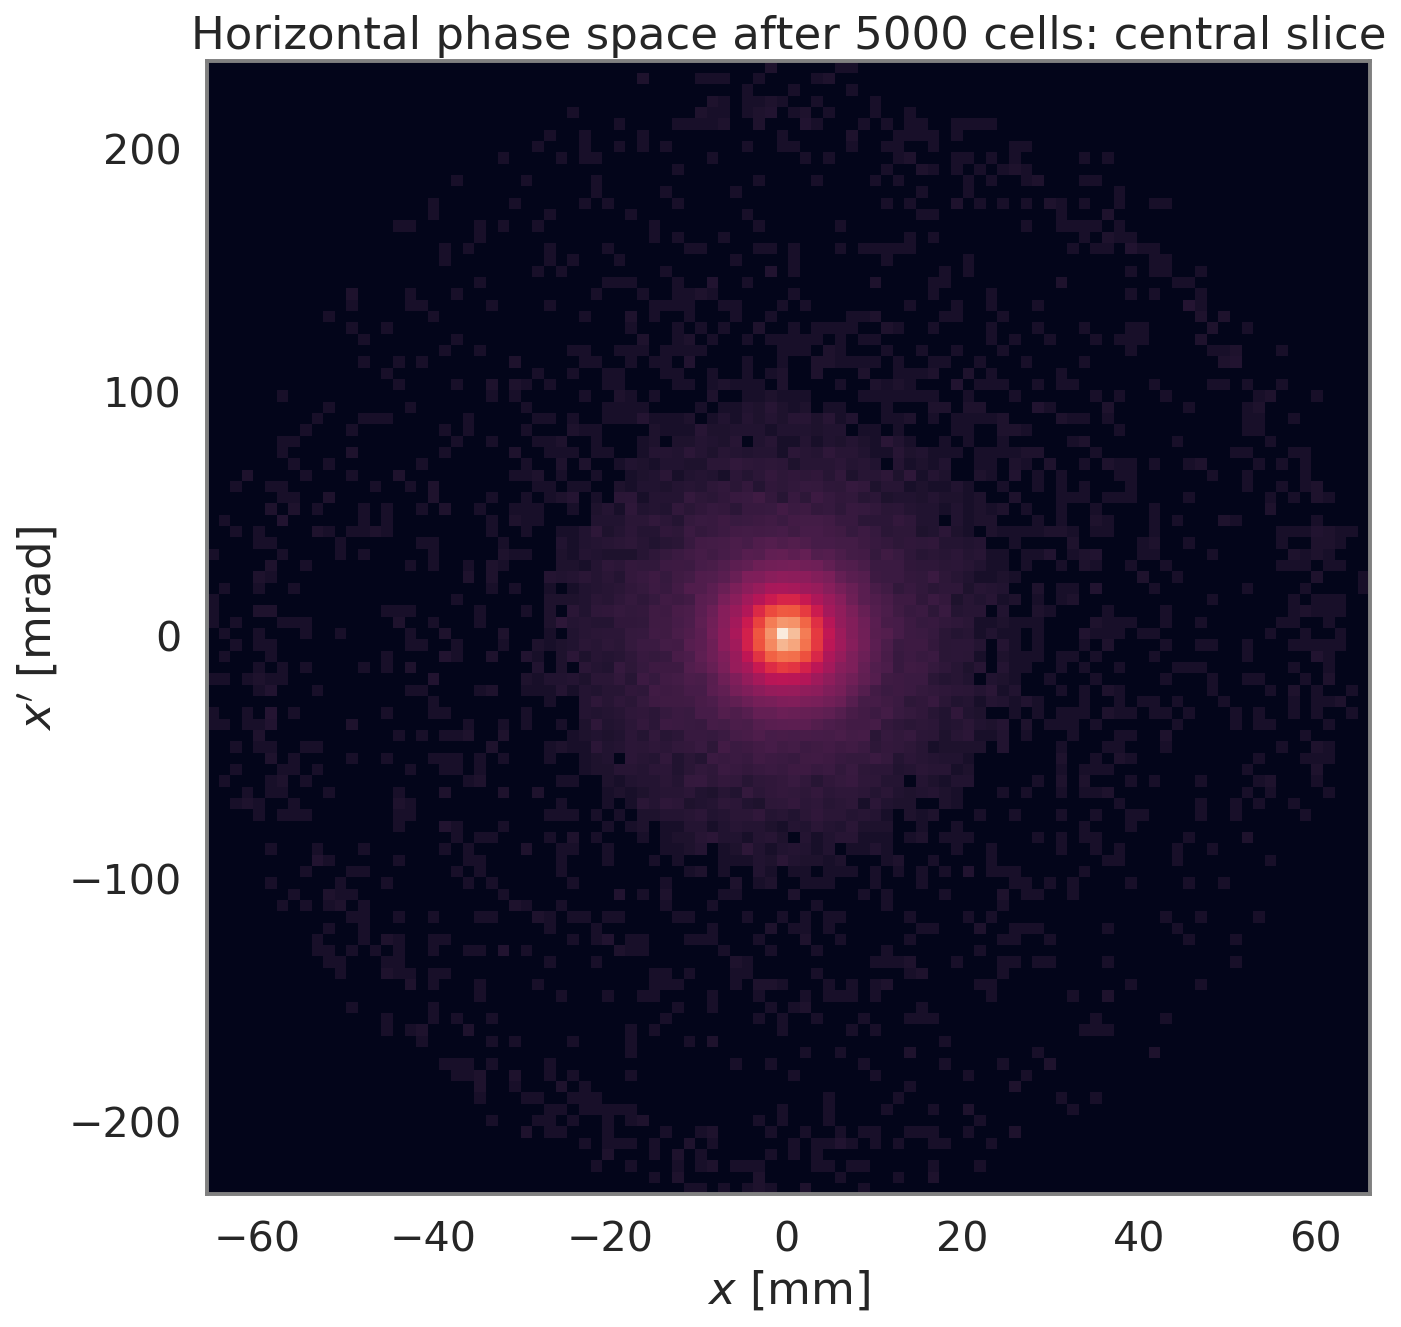 Horizontal phase space after 5000 cells: central slice
200
100
0
−100
−200
x′ [mrad]
−60 −40 −20 0 20 40 60
x [mm]